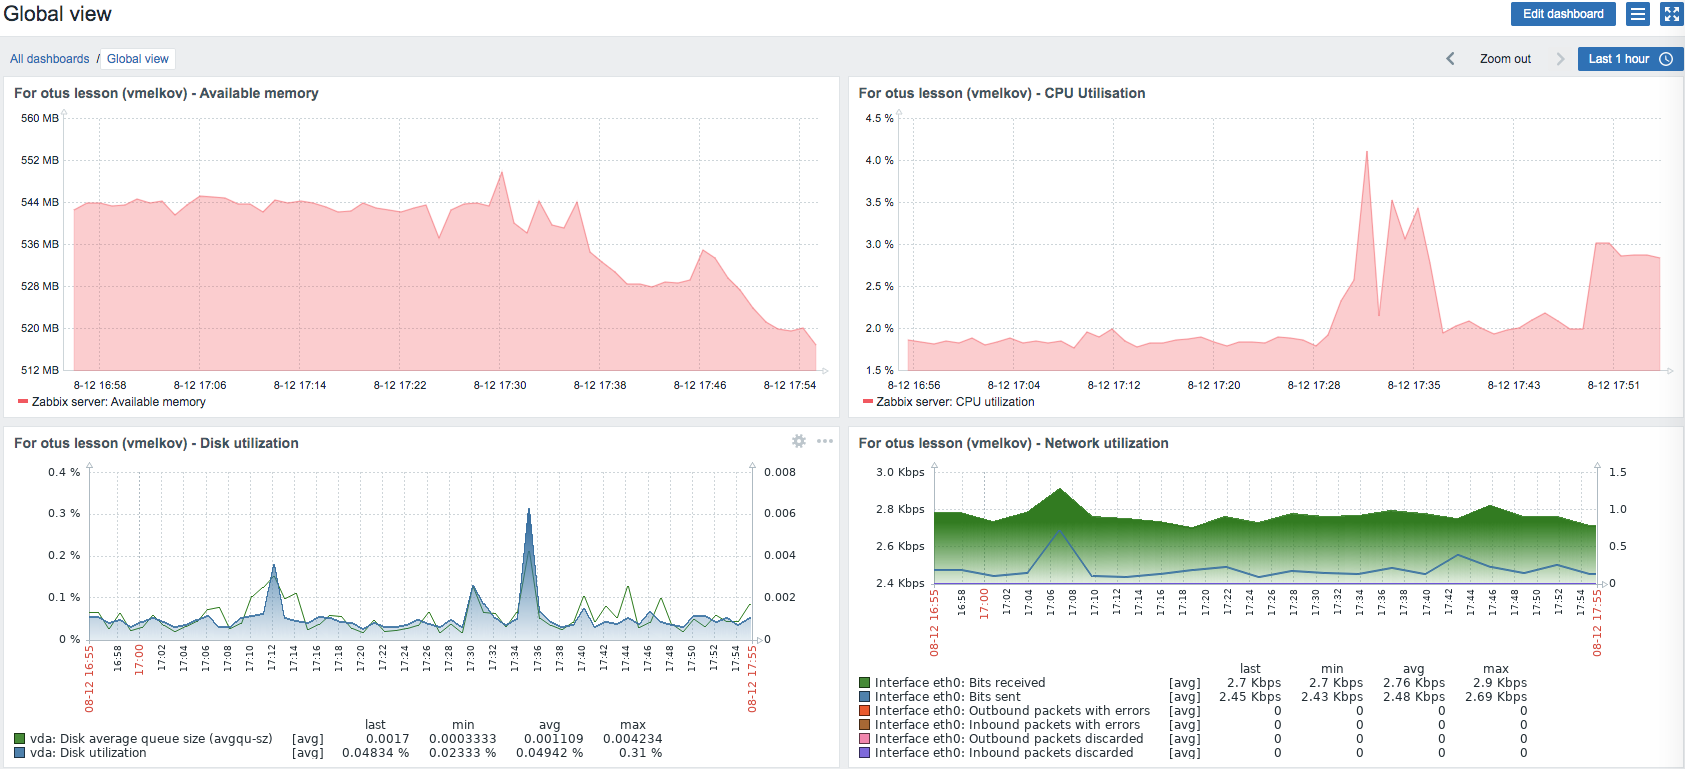 Global view
Edit dashboard
All dashboards / Global view
Zoom out
Last 1 hour
For otus lesson (vmelkov) - Available memory
560 MB
552 MB
544 MB
536 MB
528 MB
520 MB
512 MB
8-12 16:58 8-12 17:06 8-12 17:14 8-12 17:22 8-12 17:30 8-12 17:38 8-12 17:46 8-12 17:54
Zabbix server: Available memory
For otus lesson (vmelkov) - CPU Utilisation
4.5 %
4.0 %
3.5 %
3.0 %
2.5 %
2.0 %
1.5 %
8-12 16:56 8-12 17:04 8-12 17:12 8-12 17:20 8-12 17:28 8-12 17:35 8-12 17:43 8-12 17:51
Zabbix server: CPU utilization
For otus lesson (vmelkov) - Disk utilization
0.4 % 0.008
0.3 % 0.006
0.2 % 0.004
0.1 % 0.002
0 % 0
08-12 16:55 16:58 17:00 17:02 17:04 17:06 17:08 17:10 17:12 17:14 17:16 17:18 17:20 17:22 17:24 17:26 17:28 17:30 17:32 17:34 17:36 17:38 17:40 17:42 17:44 17:46 17:48 17:50 17:52 17:54 08-12 17:55
last min avg max
vda: Disk average queue size (avgqu-sz) [avg] 0.0017 0.0003333 0.001109 0.004234
vda: Disk utilization [avg] 0.04834 % 0.02333 % 0.04942 % 0.31 %
For otus lesson (vmelkov) - Network utilization
3.0 Kbps 1.5
2.8 Kbps 1.0
2.6 Kbps 0.5
2.4 Kbps 0
08-12 16:55 16:58 17:00 17:02 17:04 17:06 17:08 17:10 17:12 17:14 17:16 17:18 17:20 17:22 17:24 17:26 17:28 17:30 17:32 17:34 17:36 17:38 17:40 17:42 17:44 17:46 17:48 17:50 17:52 17:54 08-12 17:55
last min avg max
Interface eth0: Bits received [avg] 2.7 Kbps 2.7 Kbps 2.76 Kbps 2.9 Kbps
Interface eth0: Bits sent [avg] 2.45 Kbps 2.43 Kbps 2.48 Kbps 2.69 Kbps
Interface eth0: Outbound packets with errors [avg] 0 0 0 0
Interface eth0: Inbound packets with errors [avg] 0 0 0 0
Interface eth0: Outbound packets discarded [avg] 0 0 0 0
Interface eth0: Inbound packets discarded [avg] 0 0 0 0